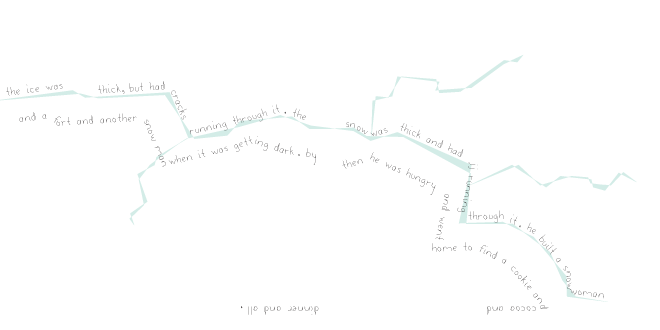 the ice was thick, but had cracks running through it. the snow was thick and had running through it. he built a snow woman
and a fort and another snow man when it was getting dark. by then he was hungry and went home to find a cookie and
cocoa and
dinner and all.